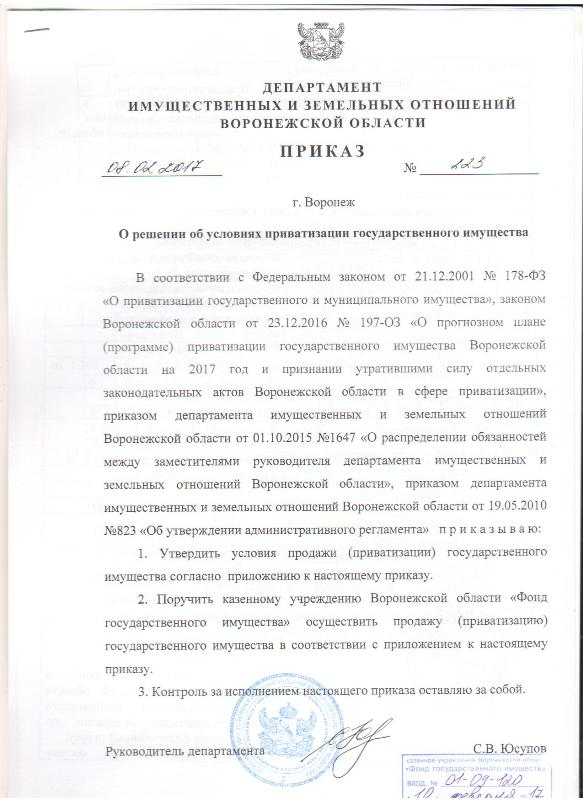 ДЕПАРТАМЕНТ
ИМУЩЕСТВЕННЫХ И ЗЕМЕЛЬНЫХ ОТНОШЕНИЙ
ВОРОНЕЖСКОЙ ОБЛАСТИ
ПРИКАЗ
08.02.2017 № 223
г. Воронеж
О решении об условиях приватизации государственного имущества
В соответствии с Федеральным законом от 21.12.2001 № 178-ФЗ
«О приватизации государственного и муниципального имущества», законом
Воронежской области от 23.12.2016 № 197-ОЗ «О прогнозном плане
(программе) приватизации государственного имущества Воронежской
области на 2017 год и признании утратившими силу отдельных
законодательных актов Воронежской области в сфере приватизации»,
приказом департамента имущественных и земельных отношений
Воронежской области от 01.10.2015 №1647 «О распределении обязанностей
между заместителями руководителя департамента имущественных и
земельных отношений Воронежской области», приказом департамента
имущественных и земельных отношений Воронежской области от 19.05.2010
№823 «Об утверждении административного регламента» п р и к а з ы в а ю:
1. Утвердить условия продажи (приватизации) государственного
имущества согласно приложению к настоящему приказу.
2. Поручить казенному учреждению Воронежской области «Фонд
государственного имущества» осуществить продажу (приватизацию)
государственного имущества в соответствии с приложением к настоящему
приказу.
3. Контроль за исполнением настоящего приказа оставляю за собой.
Руководитель департамента С.В. Юсупов
казенное учреждение Воронежской облас
«Фонд государственного имущества»
ВХОД. № 01-09-120
10 февраля 17